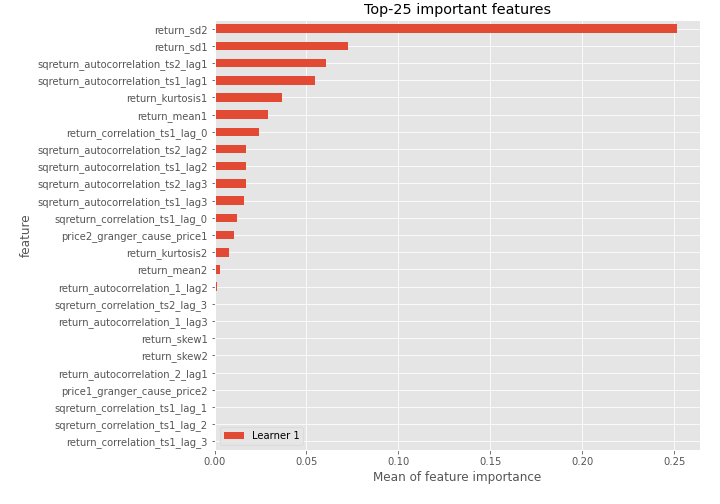 Top-25 important features
return_sd2
return_sd1
sqreturn_autocorrelation_ts2_lag1
sqreturn_autocorrelation_ts1_lag1
return_kurtosis1
return_mean1
return_correlation_ts1_lag_0
sqreturn_autocorrelation_ts2_lag2
sqreturn_autocorrelation_ts1_lag2
sqreturn_autocorrelation_ts2_lag3
sqreturn_autocorrelation_ts1_lag3
sqreturn_correlation_ts1_lag_0
price2_granger_cause_price1
return_kurtosis2
return_mean2
return_autocorrelation_1_lag2
sqreturn_correlation_ts2_lag_3
return_autocorrelation_1_lag3
return_skew1
return_skew2
return_autocorrelation_2_lag1
price1_granger_cause_price2
sqreturn_correlation_ts1_lag_1
sqreturn_correlation_ts1_lag_2
return_correlation_ts1_lag_3
feature
Learner 1
0.00 0.05 0.10 0.15 0.20 0.25
Mean of feature importance